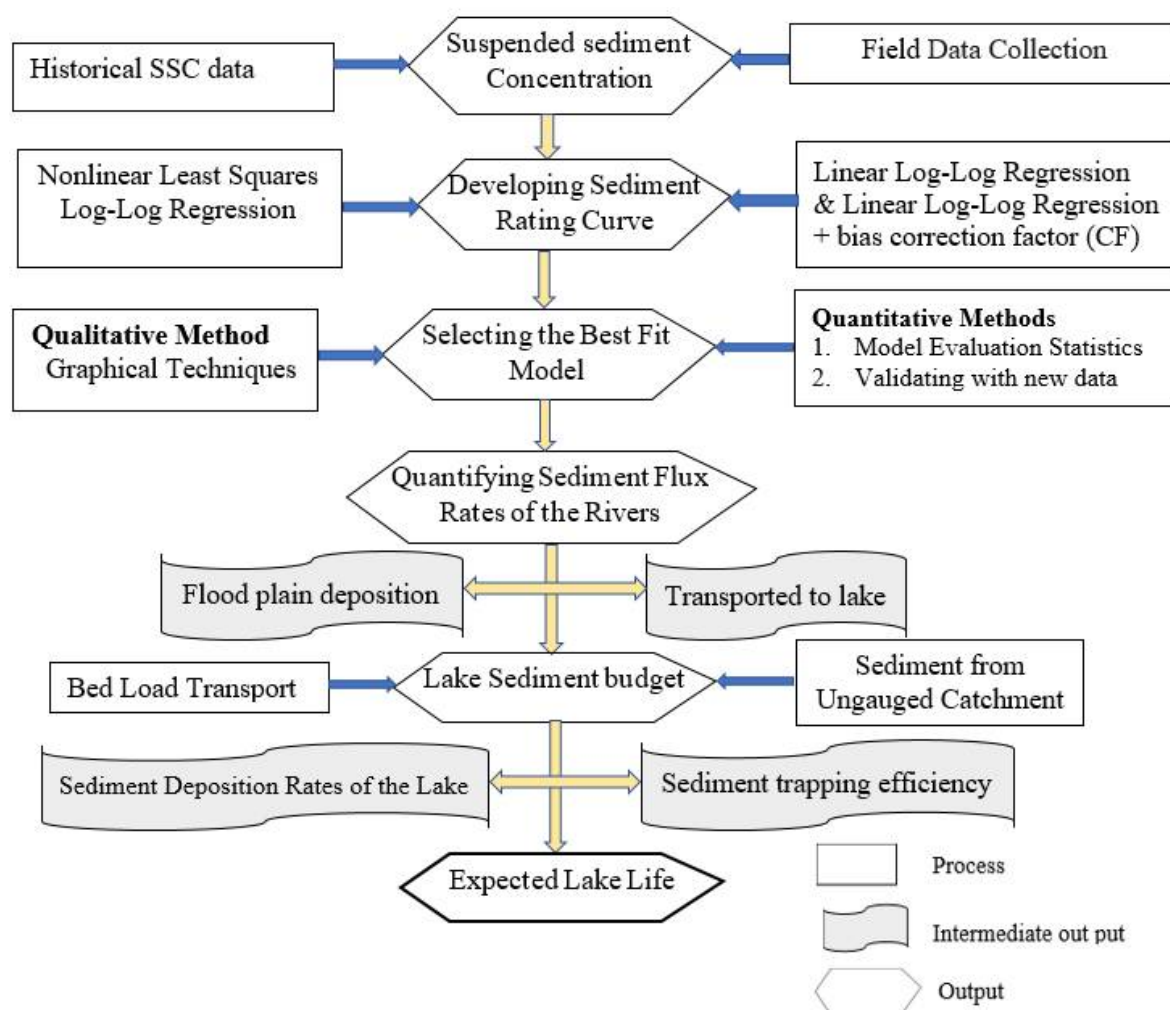 Historical SSC data
Suspended sediment
Concentration
Field Data Collection
Nonlinear Least Squares
Log-Log Regression
Developing Sediment
Rating Curve
Linear Log-Log Regression
& Linear Log-Log Regression
+ bias correction factor (CF)
Qualitative Method
Graphical Techniques
Selecting the Best Fit
Model
Quantitative Methods
1. Model Evaluation Statistics
2. Validating with new data
Quantifying Sediment Flux
Rates of the Rivers
Flood plain deposition
Transported to lake
Bed Load Transport
Lake Sediment budget
Sediment from
Ungauged Catchment
Sediment Deposition Rates of the Lake
Sediment trapping efficiency
Expected Lake Life
Process
Intermediate out put
Output